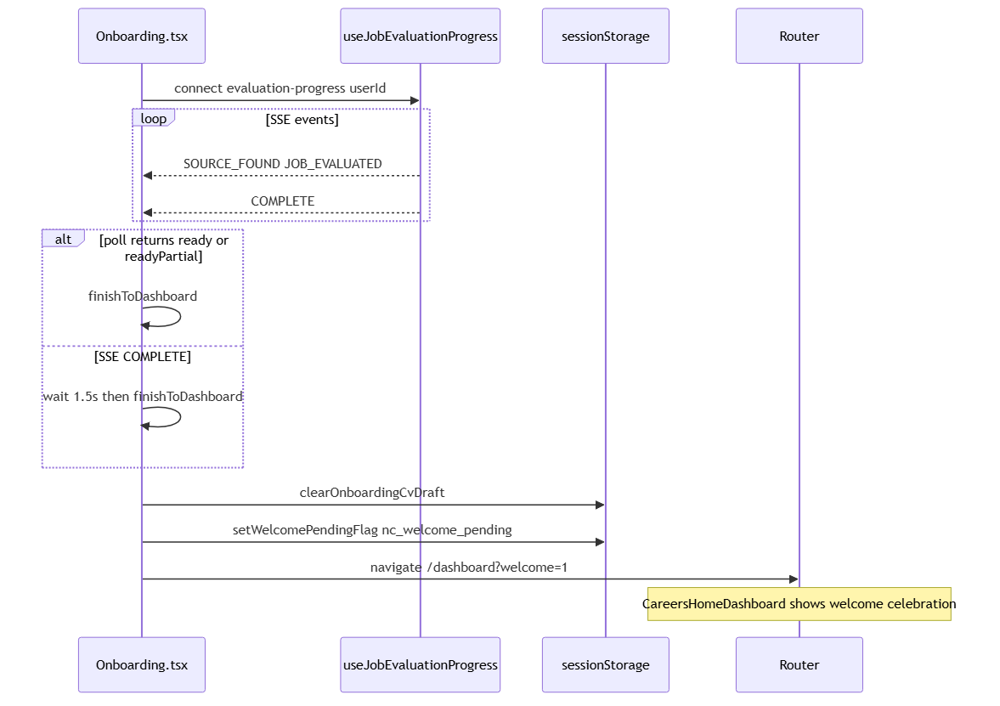 Onboarding.tsx
useJobEvaluationProgress
sessionStorage
Router
connect evaluation-progress userId
loop
[SSE events]
SOURCE_FOUND JOB_EVALUATED
COMPLETE
alt
[poll returns ready or
readyPartial]
finishToDashboard
[SSE COMPLETE]
wait 1.5s then finishToDashboard
clearOnboardingCvDraft
setWelcomePendingFlag nc_welcome_pending
navigate /dashboard?welcome=1
CareersHomeDashboard shows welcome celebration
Onboarding.tsx
useJobEvaluationProgress
sessionStorage
Router